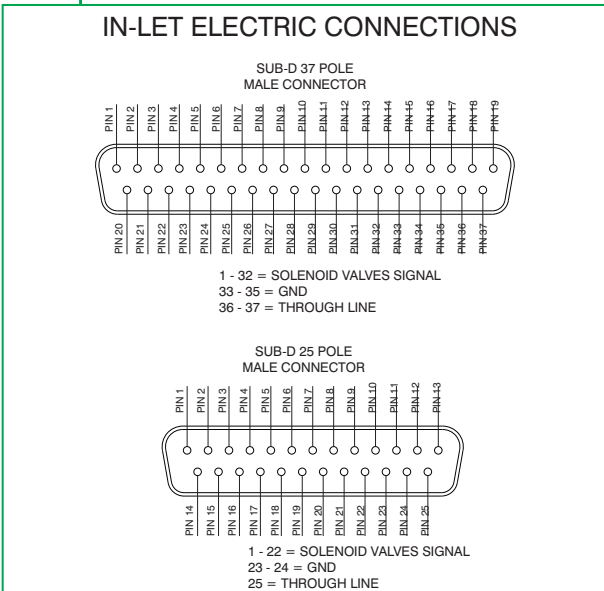 IN-LET ELECTRIC CONNECTIONS
SUB-D 37 POLE
MALE CONNECTOR
PIN 1 PIN 2 PIN 3 PIN 4 PIN 5 PIN 6 PIN 7 PIN 8 PIN 9 PIN 10 PIN 11 PIN 12 PIN 13 PIN 14 PIN 15 PIN 16 PIN 17 PIN 18 PIN 19
PIN 20 PIN 21 PIN 22 PIN 23 PIN 24 PIN 25 PIN 26 PIN 27 PIN 28 PIN 29 PIN 30 PIN 31 PIN 32 PIN 33 PIN 34 PIN 35 PIN 36 PIN 37
1 - 32 = SOLENOID VALVES SIGNAL
33 - 35 = GND
36 - 37 = THROUGH LINE
SUB-D 25 POLE
MALE CONNECTOR
PIN 1 PIN 2 PIN 3 PIN 4 PIN 5 PIN 6 PIN 7 PIN 8 PIN 9 PIN 10 PIN 11 PIN 12 PIN 13
PIN 14 PIN 15 PIN 16 PIN 17 PIN 18 PIN 19 PIN 20 PIN 21 PIN 22 PIN 23 PIN 24 PIN 25
1 - 22 = SOLENOID VALVES SIGNAL
23 - 24 = GND
25 = THROUGH LINE